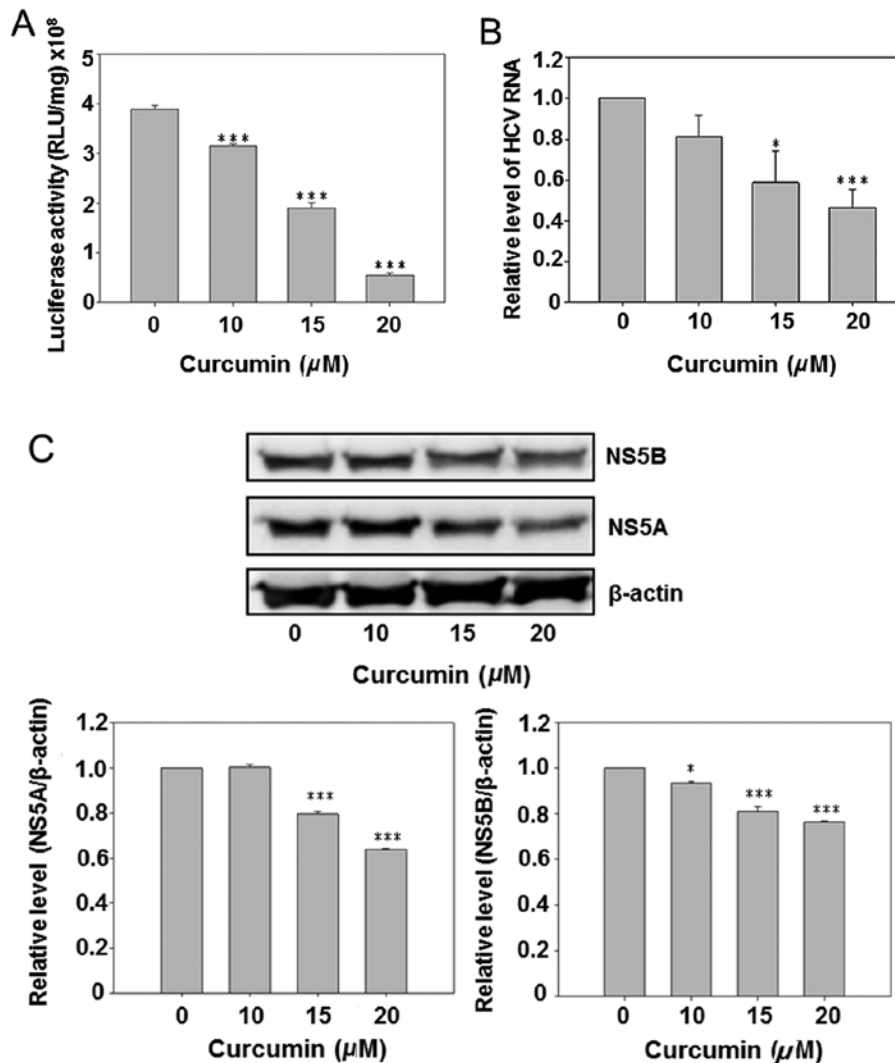 A
Luciferase activity (RLU/mg) x10⁸
5
4
3
2
1
0
***
***
***
0 10 15 20
Curcumin (µM)
B
Relative level of HCV RNA
1.2
1.0
0.8
0.6
0.4
0.2
0
*
***
0 10 15 20
Curcumin (µM)
C
NS5B
NS5A
β-actin
0 10 15 20
Curcumin (µM)
Relative level (NS5A/β-actin)
1.2
1.0
0.8
0.6
0.4
0.2
0
***
***
0 10 15 20
Curcumin (µM)
Relative level (NS5B/β-actin)
1.2
1.0
0.8
0.6
0.4
0.2
0
*
***
***
0 10 15 20
Curcumin (µM)